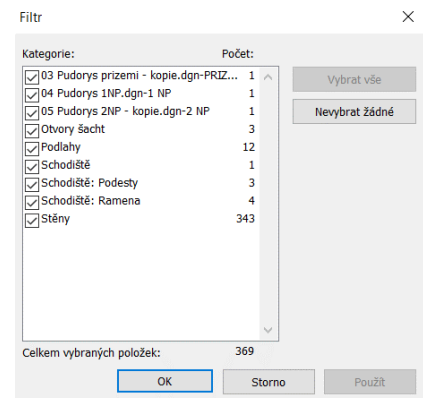 Filtr
Kategorie: Počet:
03 Pudorys prizemi - kopie.dgn-PRIZ... 1
04 Pudorys 1NP.dgn-1 NP 1
05 Pudorys 2NP - kopie.dgn-2 NP 1
Otvory šacht 3
Podlahy 12
Schodiště 1
Schodiště: Podesty 3
Schodiště: Ramena 4
Stěny 343
Vybrat vše
Nevybrat žádné
Celkem vybraných položek: 369
OK Storno Použít